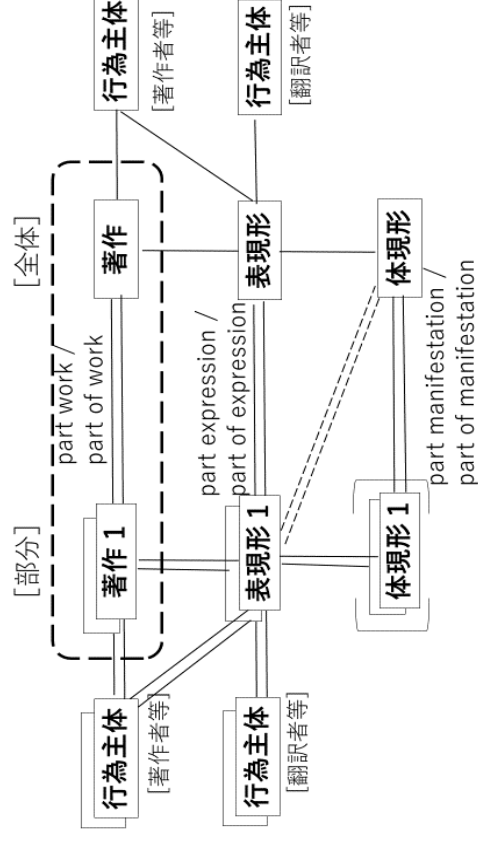 [部分]
[全体]
part work /
part of work
行為主体
著作 1
著作
行為主体
[著作者等]
[著作者等]
part expression /
part of expression
行為主体
表現形 1
表現形
行為主体
[翻訳者等]
[翻訳者等]
体現形 1
体現形
part manifestation /
part of manifestation